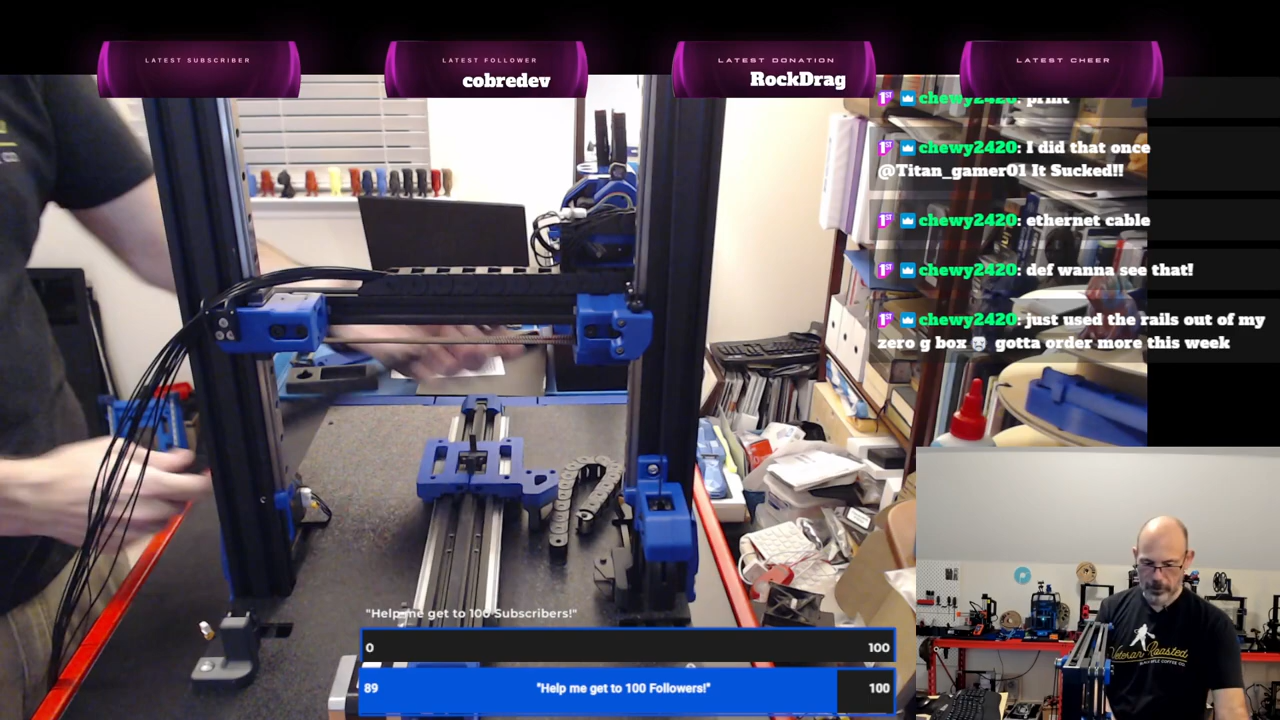 LATEST SUBSCRIBER
LATEST FOLLOWER
cobredev
LATEST DONATION
RockDrag
LATEST CHEER
chewy2420: print
chewy2420: I did that once
@Titan_gamer01 It Sucked!!
chewy2420: ethernet cable
chewy2420: def wanna see that!
chewy2420: just used the rails out of my
zero g box gotta order more this week
"Help me get to 100 Subscribers!"
0 100
89 "Help me get to 100 Followers!" 100
Veteran Roasted